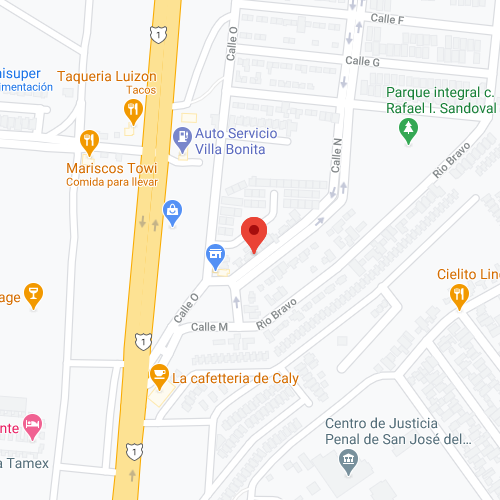 Calle F
1
Calle O
Calle G
nisuper
imentación
Taqueria Luizon
Tacos
Parque integral c.
Rafael I. Sandoval
Auto Servicio
Villa Bonita
Calle N
Rio Bravo
Mariscos Towi
Comida para llevar
Cielito Lin
age
Calle O
Rio Bravo
Calle M
1
La cafetteria de Caly
Centro de Justicia
Penal de San José del...
nte
1
a Tamex